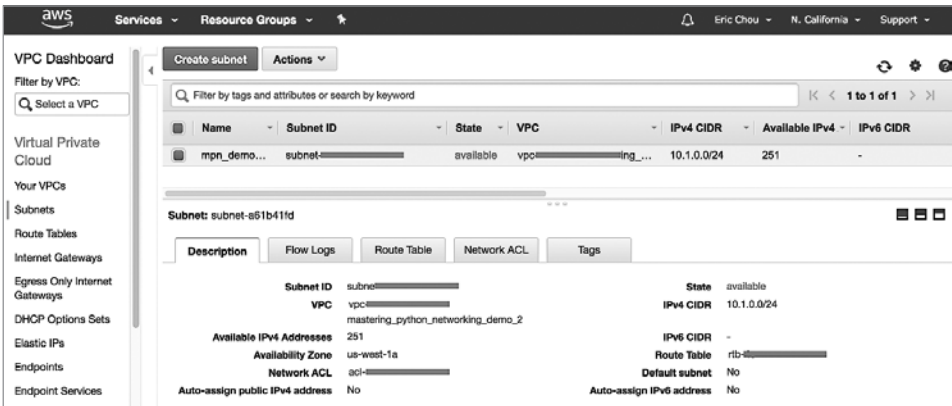 aws Services Resource Groups Eric Chou N. California Support
VPC Dashboard
Filter by VPC:
Select a VPC
Virtual Private
Cloud
Your VPCs
Subnets
Route Tables
Internet Gateways
Egress Only Internet
Gateways
DHCP Options Sets
Elastic IPs
Endpoints
Endpoint Services
Create subnet Actions
Filter by tags and attributes or search by keyword 1 to 1 of 1
Name Subnet ID State VPC IPv4 CIDR Available IPv4 IPv6 CIDR
mpn_demo... subnet- available vpc ing_... 10.1.0.0/24 251 -
Subnet: subnet-a61b41fd
Description Flow Logs Route Table Network ACL Tags
Subnet ID subne State available
VPC vpc- IPv4 CIDR 10.1.0.0/24
mastering_python_networking_demo_2
Available IPv4 Addresses 251 IPv6 CIDR -
Availability Zone us-west-1a Route Table rtb-
Network ACL acl- Default subnet No
Auto-assign public IPv4 address No Auto-assign IPv6 address No